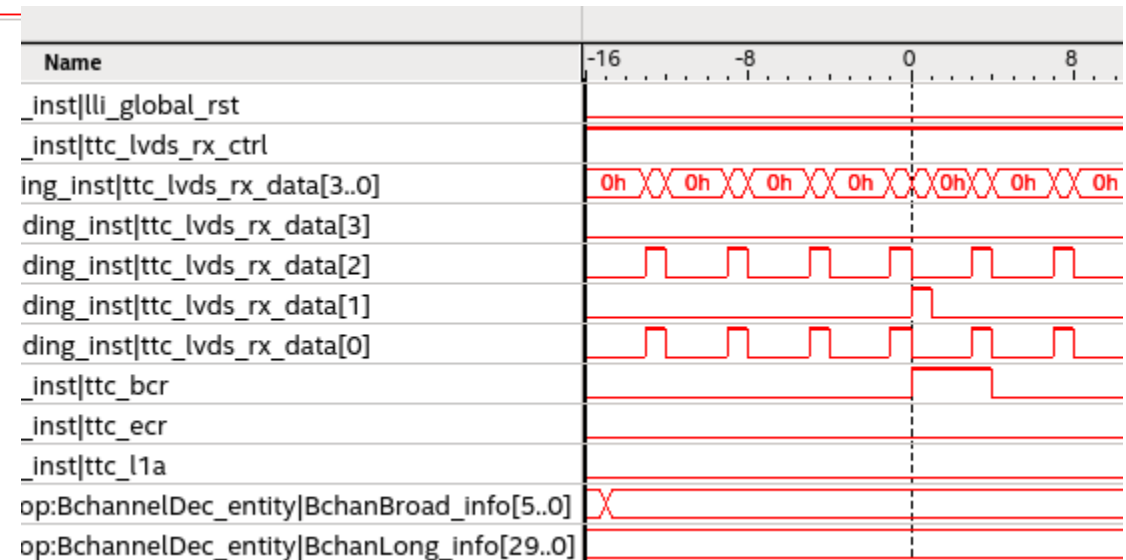 Name -16 -8 0 8
_inst|lli_global_rst
_inst|ttc_lvds_rx_ctrl
ing_inst|ttc_lvds_rx_data[3..0] 0h 0h 0h 0h 0h 0h 0h
ding_inst|ttc_lvds_rx_data[3]
ding_inst|ttc_lvds_rx_data[2]
ding_inst|ttc_lvds_rx_data[1]
ding_inst|ttc_lvds_rx_data[0]
_inst|ttc_bcr
_inst|ttc_ecr
_inst|ttc_l1a
op:BchannelDec_entity|BchanBroad_info[5..0]
op:BchannelDec_entity|BchanLong_info[29..0]